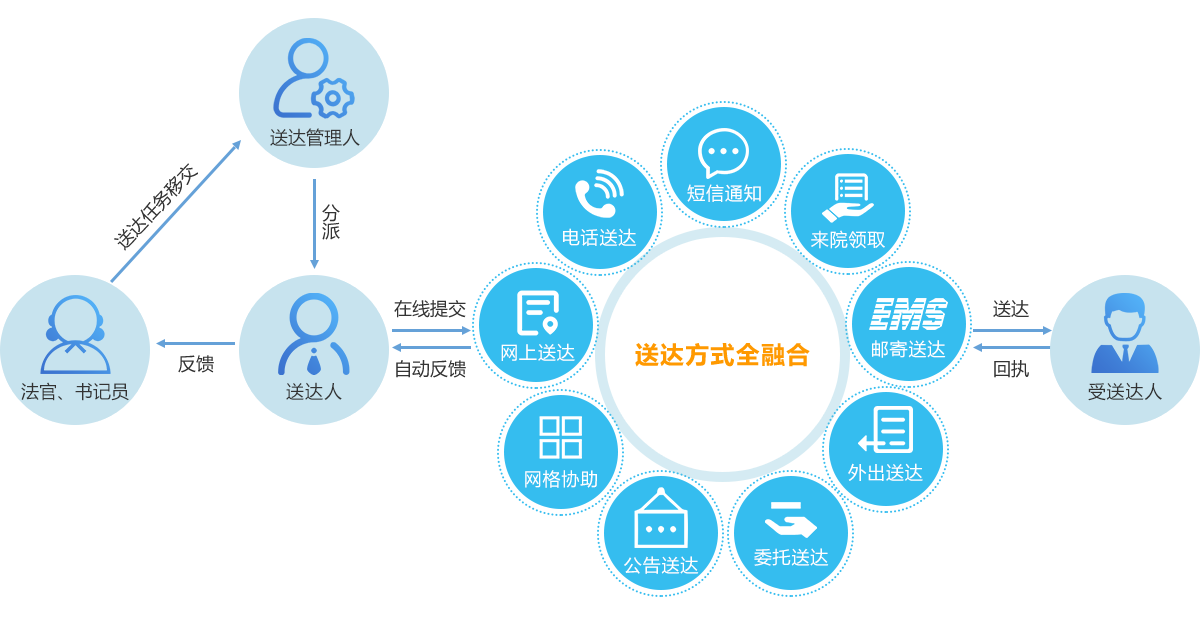 送达管理人
送达任务移交
分派
法官、书记员
反馈
送达人
在线提交
自动反馈
短信通知
电话送达
来院领取
网上送达
EMS
邮寄送达
送达方式全融合
网格协助
外出送达
公告送达
委托送达
送达
回执
受送达人